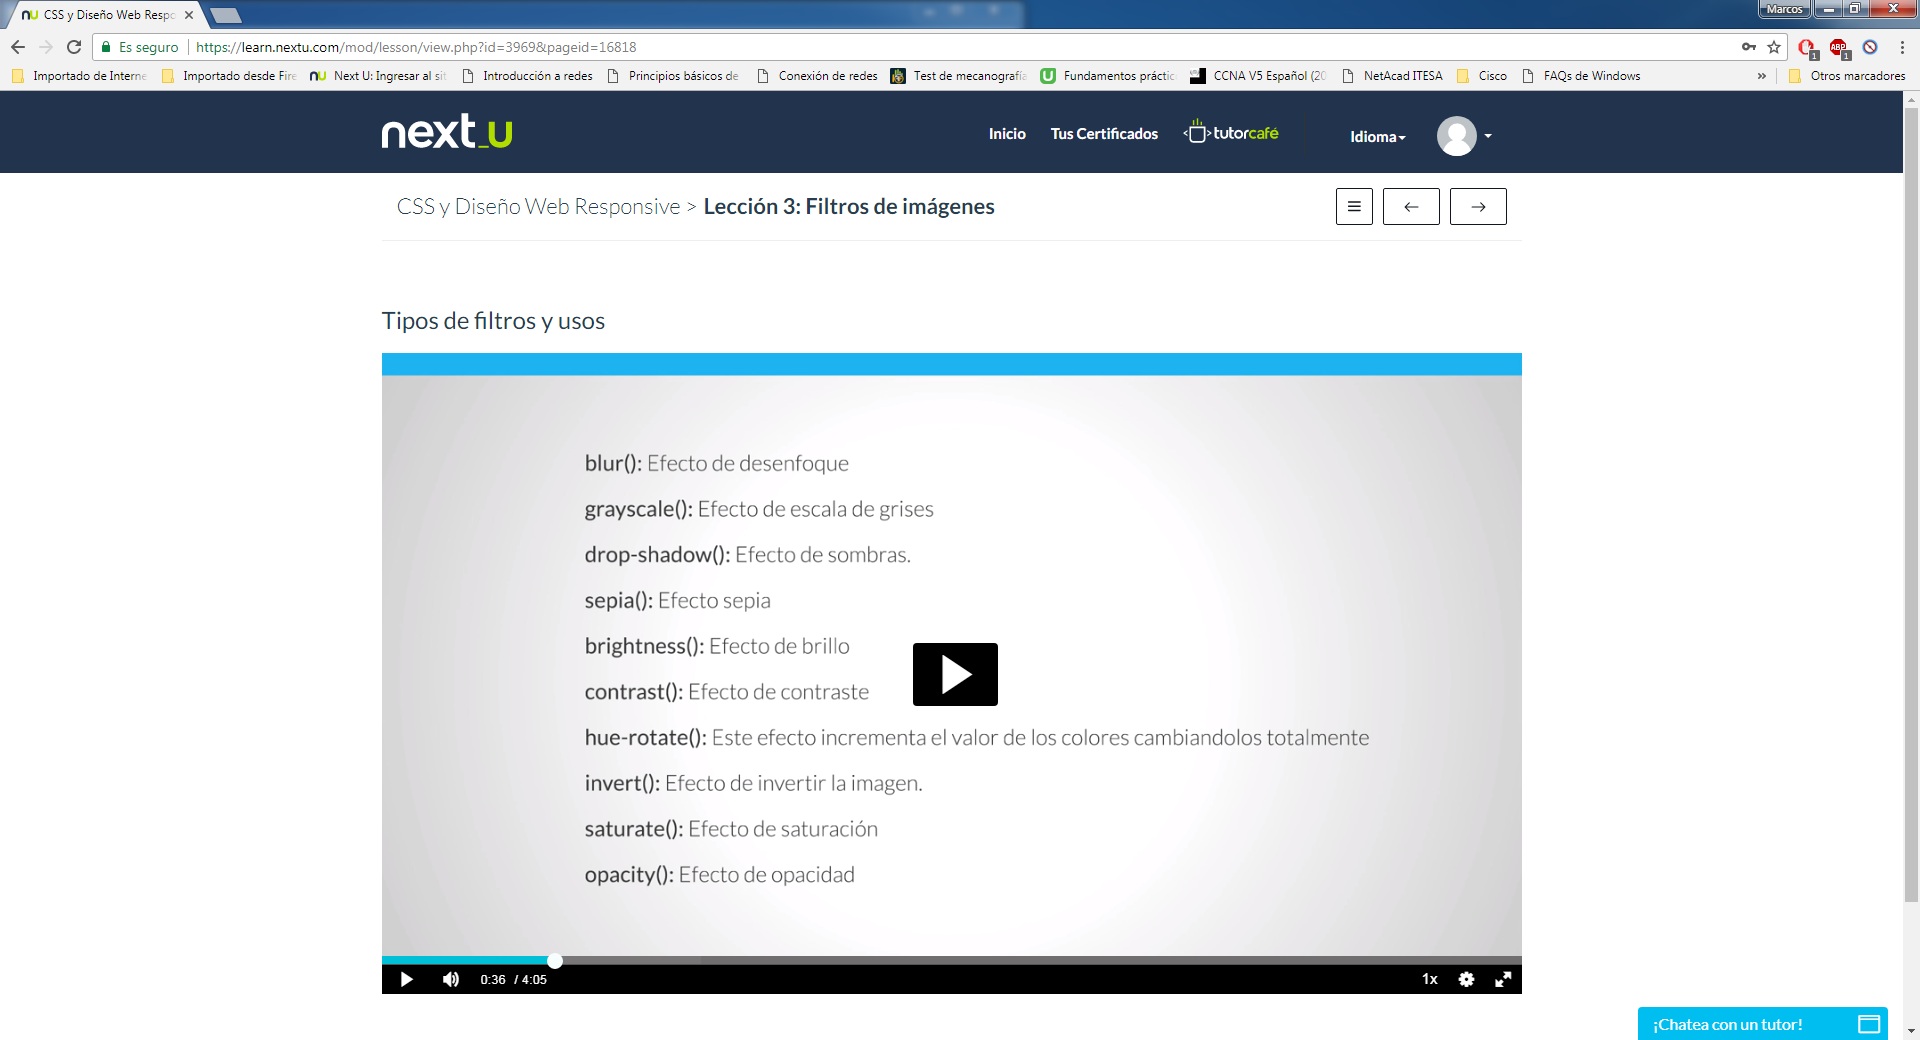 CSS y Diseño Web Respo
Marcos
Es seguro
https://learn.nextu.com/mod/lesson/view.php?id=3969&pageid=16818
Importado de Interne
Importado desde Fire
Next U: Ingresar al sit
Introducción a redes
Principios básicos de
Conexión de redes
Test de mecanografía
Fundamentos práctic
CCNA V5 Español (20
NetAcad ITESA
Cisco
FAQs de Windows
»
Otros marcadores
next_u
Inicio
Tus Certificados
<>tutorcafé
Idioma
CSS y Diseño Web Responsive > Lección 3: Filtros de imágenes
Tipos de filtros y usos
blur(): Efecto de desenfoque
grayscale(): Efecto de escala de grises
drop-shadow(): Efecto de sombras.
sepia(): Efecto sepia
brightness(): Efecto de brillo
contrast(): Efecto de contraste
hue-rotate(): Este efecto incrementa el valor de los colores cambiandolos totalmente
invert(): Efecto de invertir la imagen.
saturate(): Efecto de saturación
opacity(): Efecto de opacidad
0:36 / 4:05
1x
¡Chatea con un tutor!